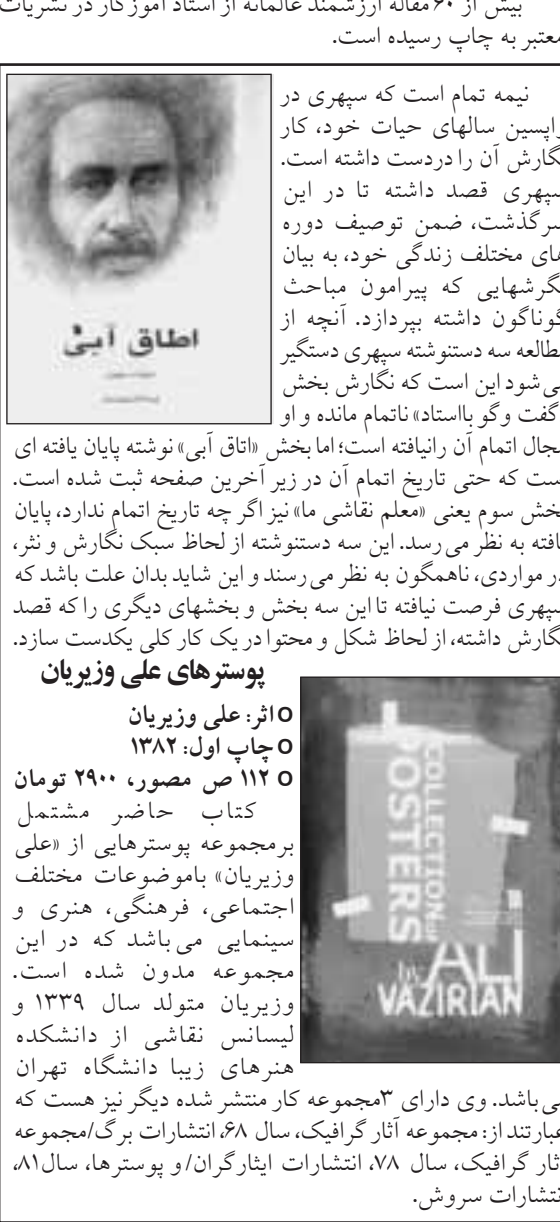 بیش از ۶۰ مقاله ارزشمند عالمانه از استاد آموزگار در نشریات
معتبر به چاپ رسیده است.
نیمه تمام است که سپهری در
واپسین سالهای حیات خود، کار
نگارش آن را دردست داشته است.
سپهری قصد داشته تا در این
سرگذشت، ضمن توصیف دوره
های مختلف زندگی خود، به بیان
نگرشهایی که پیرامون مباحث
گوناگون داشته بپردازد. آنچه از
مطالعه سه دستنوشته سپهری دستگیر
می شود این است که نگارش بخش
«گفت وگو بااستاد» ناتمام مانده و او
مجال اتمام آن رانیافته است؛ اما بخش «اتاق آبی» نوشته پایان یافته ای
است که حتی تاریخ اتمام آن در زیر آخرین صفحه ثبت شده است.
بخش سوم یعنی «معلم نقاشی ما» نیز اگر چه تاریخ اتمام ندارد، پایان
یافته به نظر می رسد. این سه دستنوشته از لحاظ سبک نگارش و نثر،
در مواردی، ناهمگون به نظر می رسند و این شاید بدان علت باشد که
سپهری فرصت نیافته تا این سه بخش و بخشهای دیگری را که قصد
نگارش داشته، از لحاظ شکل و محتوا در یک کار کلی یکدست سازد.
اطاق آبی
پوسترهای علی وزیریان
o اثر: علی وزیریان
o چاپ اول: ۱۳۸۲
o ۱۱۲ ص مصور، ۲۹۰۰ تومان
کتاب حاضر مشتمل
برمجموعه پوسترهایی از «علی
وزیریان» باموضوعات مختلف
اجتماعی، فرهنگی، هنری و
سینمایی می باشد که در این
مجموعه مدون شده است.
وزیریان متولد سال ۱۳۳۹ و
لیسانس نقاشی از دانشکده
هنرهای زیبا دانشگاه تهران
می باشد. وی دارای ۳مجموعه کار منتشر شده دیگر نیز هست که
عبارتند از: مجموعه آثار گرافیک، سال ۶۸، انتشارات برگ/مجموعه
آثار گرافیک، سال ۷۸، انتشارات ایثارگران/و پوسترها، سال۸۱،
انتشارات سروش.
COLLECTION of
POSTERS
by ALI
VAZIRIAN